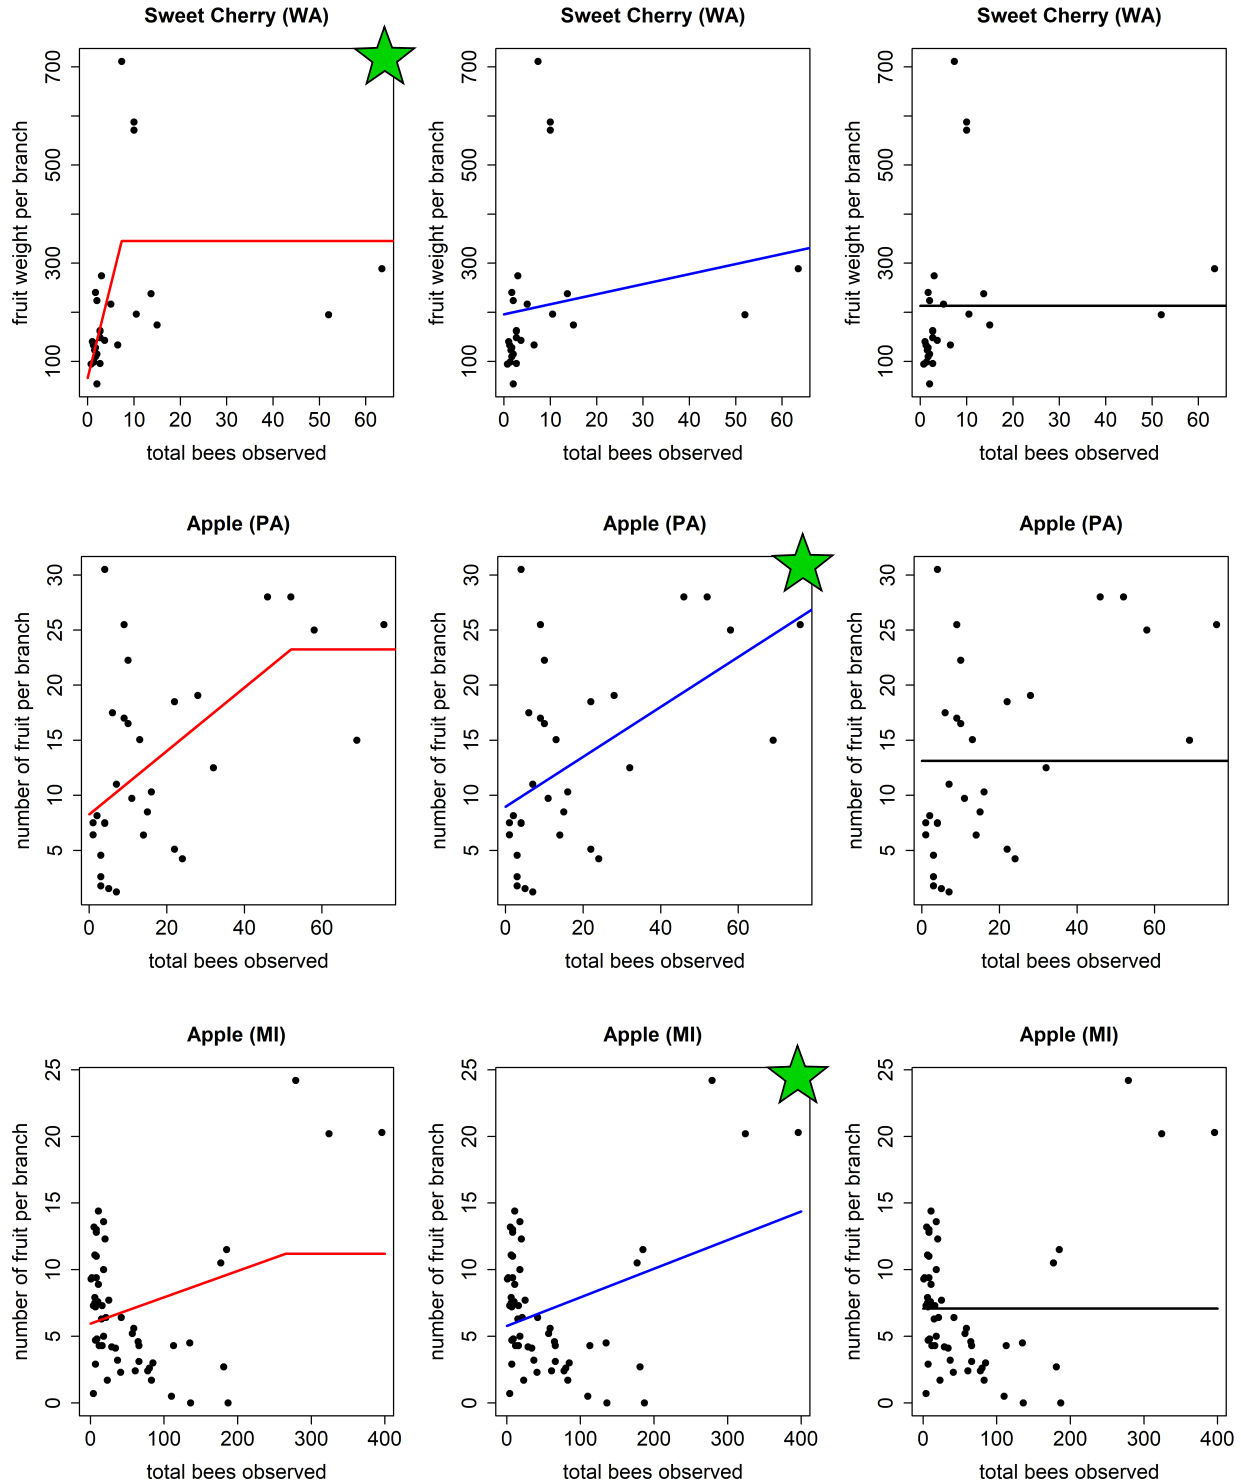 Sweet Cherry (WA) Sweet Cherry (WA) Sweet Cherry (WA)
fruit weight per branch fruit weight per branch fruit weight per branch
700 700 700
500 500 500
300 300 300
100 100 100
0 10 20 30 40 50 60 0 10 20 30 40 50 60 0 10 20 30 40 50 60
total bees observed total bees observed total bees observed
Apple (PA) Apple (PA) Apple (PA)
number of fruit per branch number of fruit per branch number of fruit per branch
30 30 30
25 25 25
20 20 20
15 15 15
10 10 10
5 5 5
0 20 40 60 0 20 40 60 0 20 40 60
total bees observed total bees observed total bees observed
Apple (MI) Apple (MI) Apple (MI)
number of fruit per branch number of fruit per branch number of fruit per branch
25 25 25
20 20 20
15 15 15
10 10 10
5 5 5
0 0 0
0 100 200 300 400 0 100 200 300 400 0 100 200 300 400
total bees observed total bees observed total bees observed